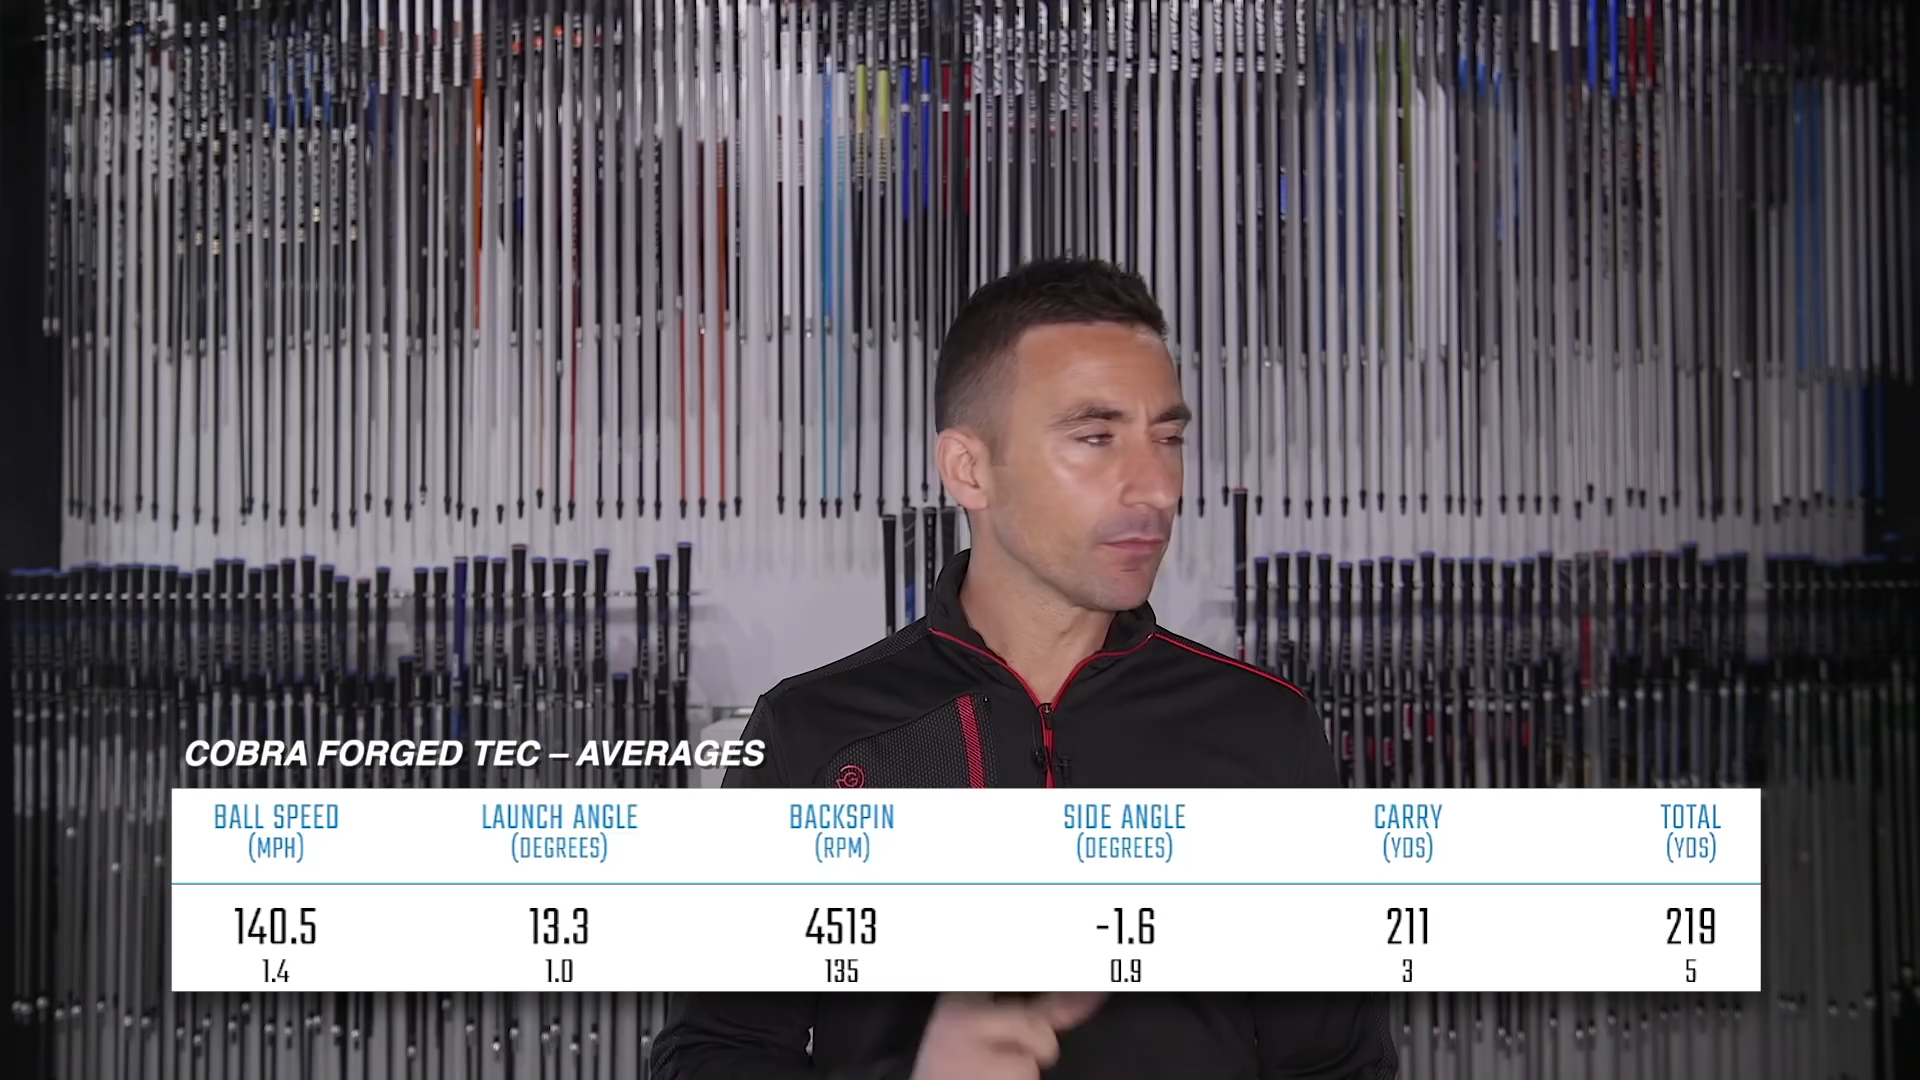 COBRA FORGED TEC – AVERAGES
BALL SPEED LAUNCH ANGLE BACKSPIN SIDE ANGLE CARRY TOTAL
(MPH) (DEGREES) (RPM) (DEGREES) (YDS) (YDS)
140.5 13.3 4513 -1.6 211 219
1.4 1.0 135 0.9 3 5